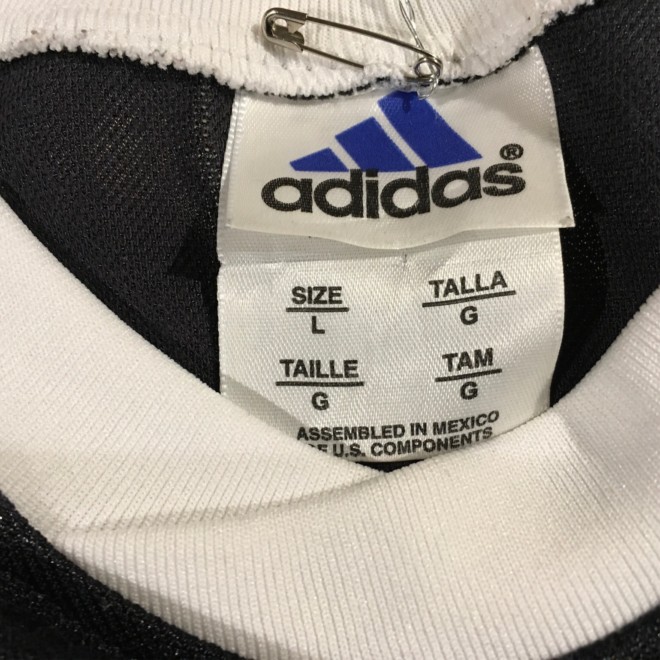 adidas®
SIZE TALLA
L G
TAILLE TAM
G G
ASSEMBLED IN MEXICO
U.S. COMPONENTS